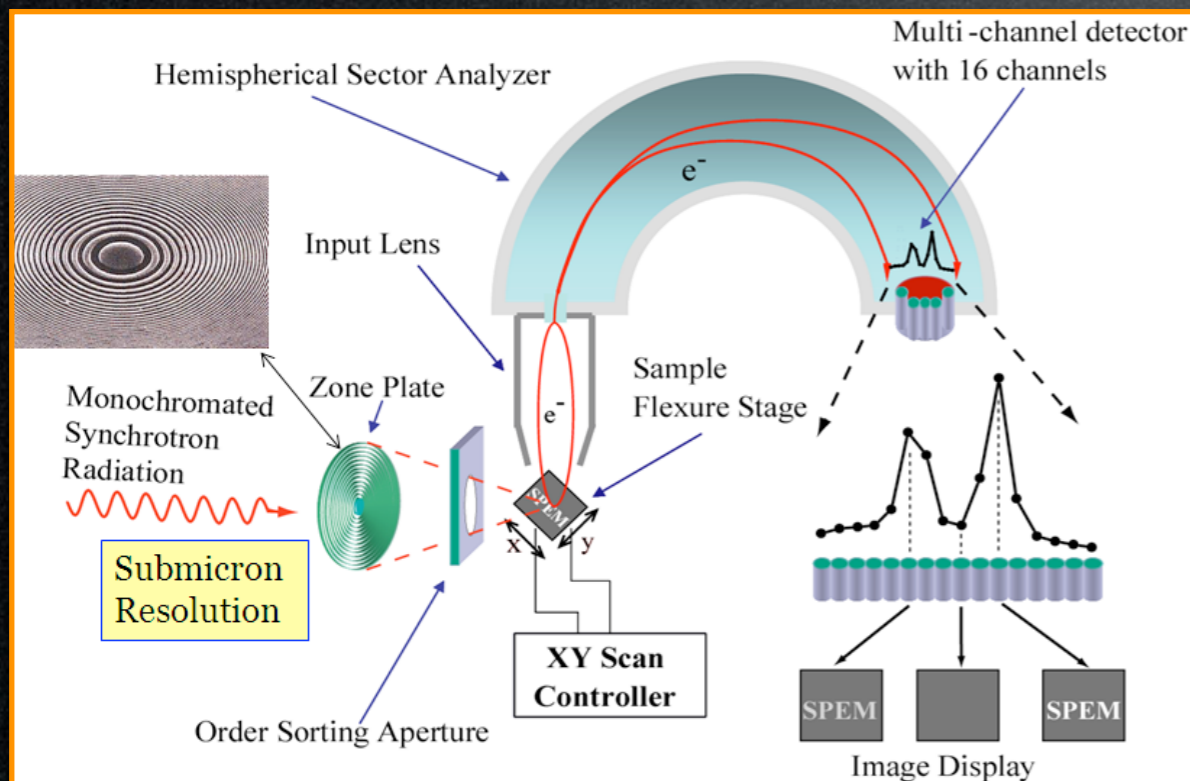 Multi-channel detector
with 16 channels
Hemispherical Sector Analyzer
e-
Input Lens
Zone Plate
Sample
Flexure Stage
Monochromated
Synchrotron
Radiation
e-
SPEM
x
y
Submicron
Resolution
XY Scan
Controller
Order Sorting Aperture
SPEM
SPEM
Image Display